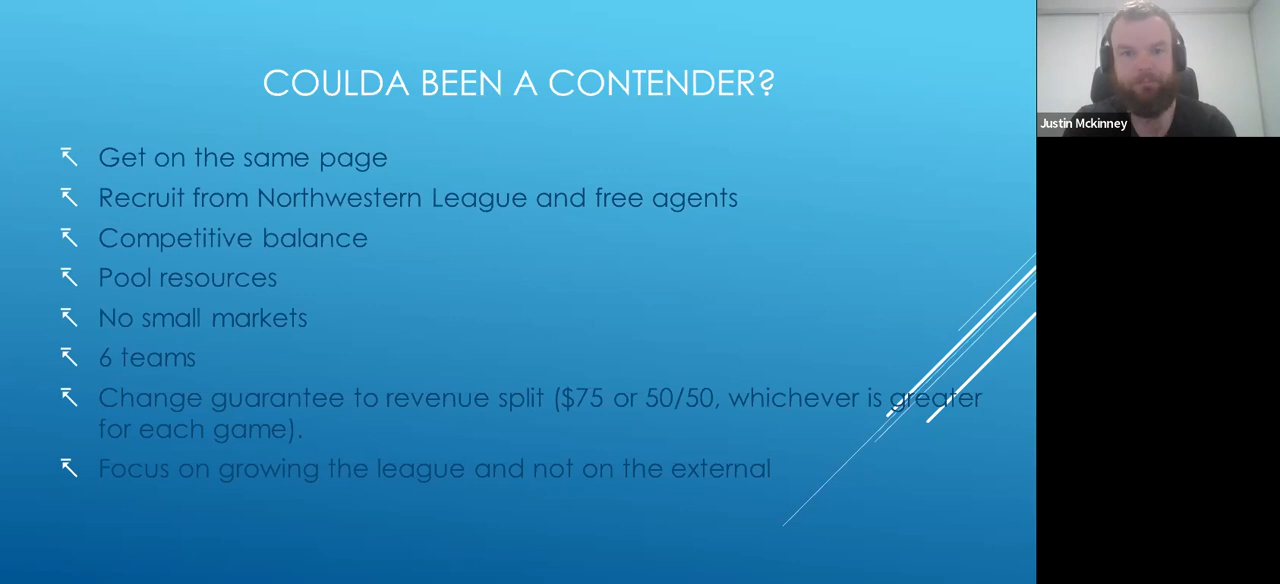 COULDA BEEN A CONTENDER?
Get on the same page
Recruit from Northwestern League and free agents
Competitive balance
Pool resources
No small markets
6 teams
Change guarantee to revenue split ($75 or 50/50, whichever is greater
for each game).
Focus on growing the league and not on the external
Justin Mckinney